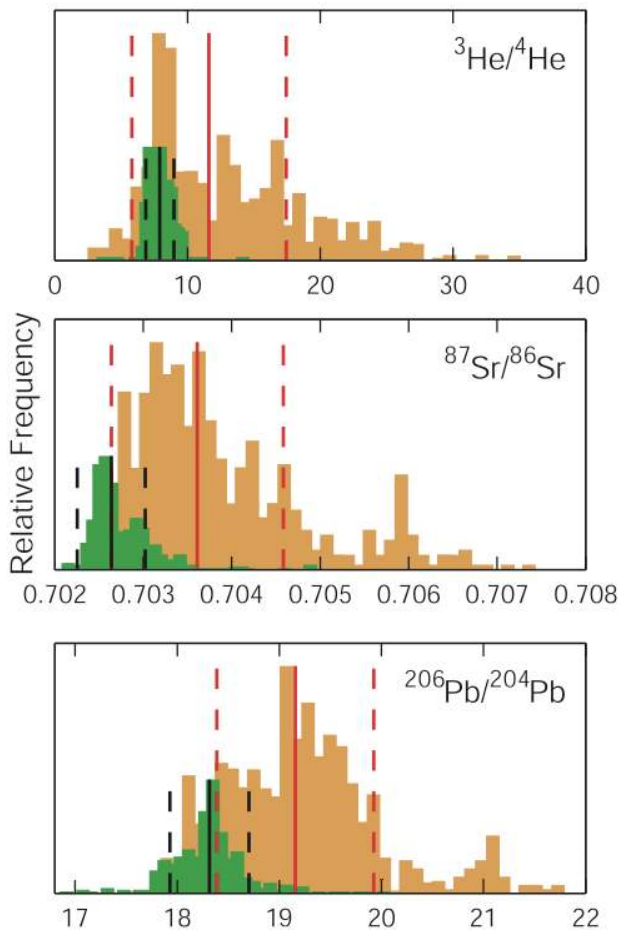 ³He/⁴He
0 10 20 30 40
Relative Frequency
⁸⁷Sr/⁸⁶Sr
0.702 0.703 0.704 0.705 0.706 0.707 0.708
²⁰⁶Pb/²⁰⁴Pb
17 18 19 20 21 22